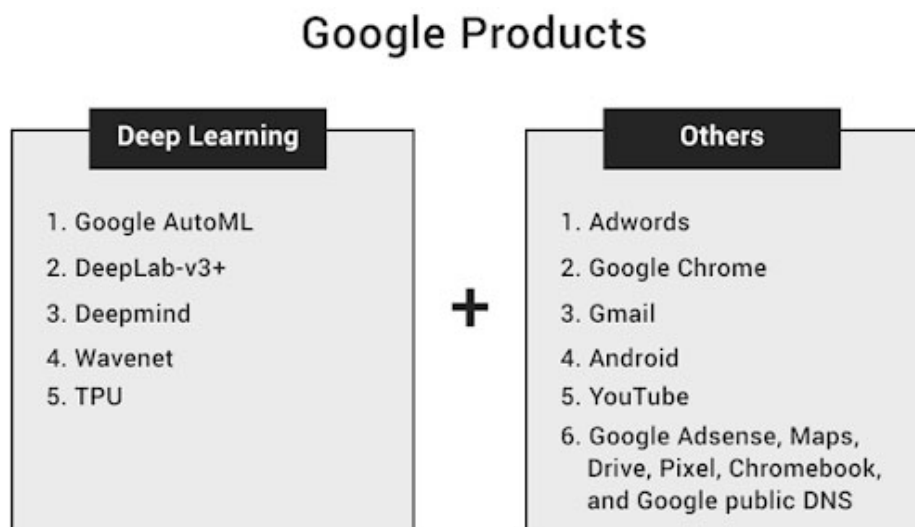 Google Products
Deep Learning
1. Google AutoML
2. DeepLab-v3+
3. Deepmind
4. Wavenet
5. TPU
+
Others
1. Adwords
2. Google Chrome
3. Gmail
4. Android
5. YouTube
6. Google Adsense, Maps,
Drive, Pixel, Chromebook,
and Google public DNS